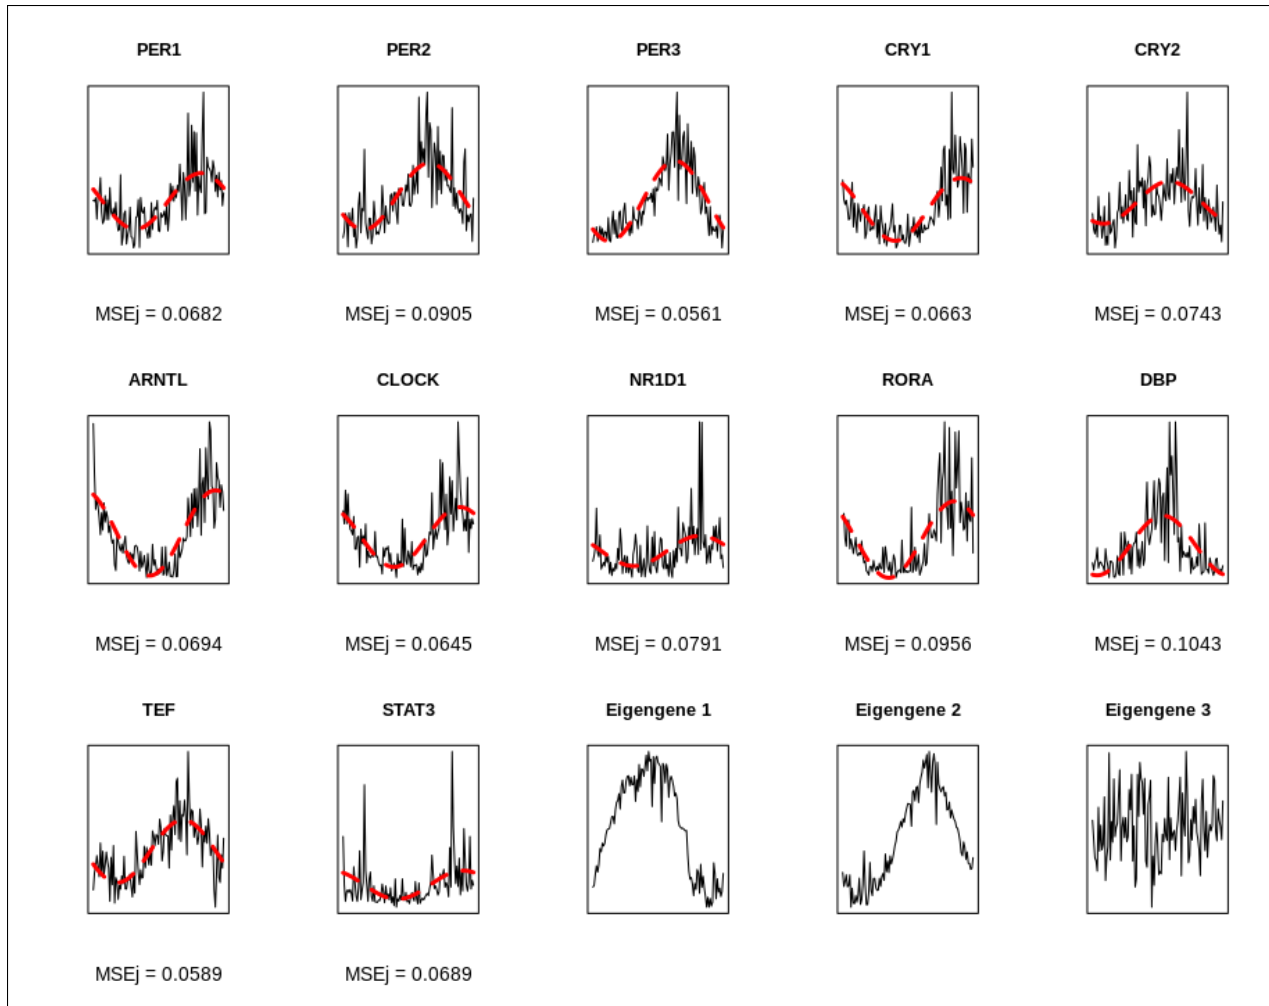 PER1 PER2 PER3 CRY1 CRY2
MSEj = 0.0682 MSEj = 0.0905 MSEj = 0.0561 MSEj = 0.0663 MSEj = 0.0743
ARNTL CLOCK NR1D1 RORA DBP
MSEj = 0.0694 MSEj = 0.0645 MSEj = 0.0791 MSEj = 0.0956 MSEj = 0.1043
TEF STAT3 Eigengene 1 Eigengene 2 Eigengene 3
MSEj = 0.0589 MSEj = 0.0689